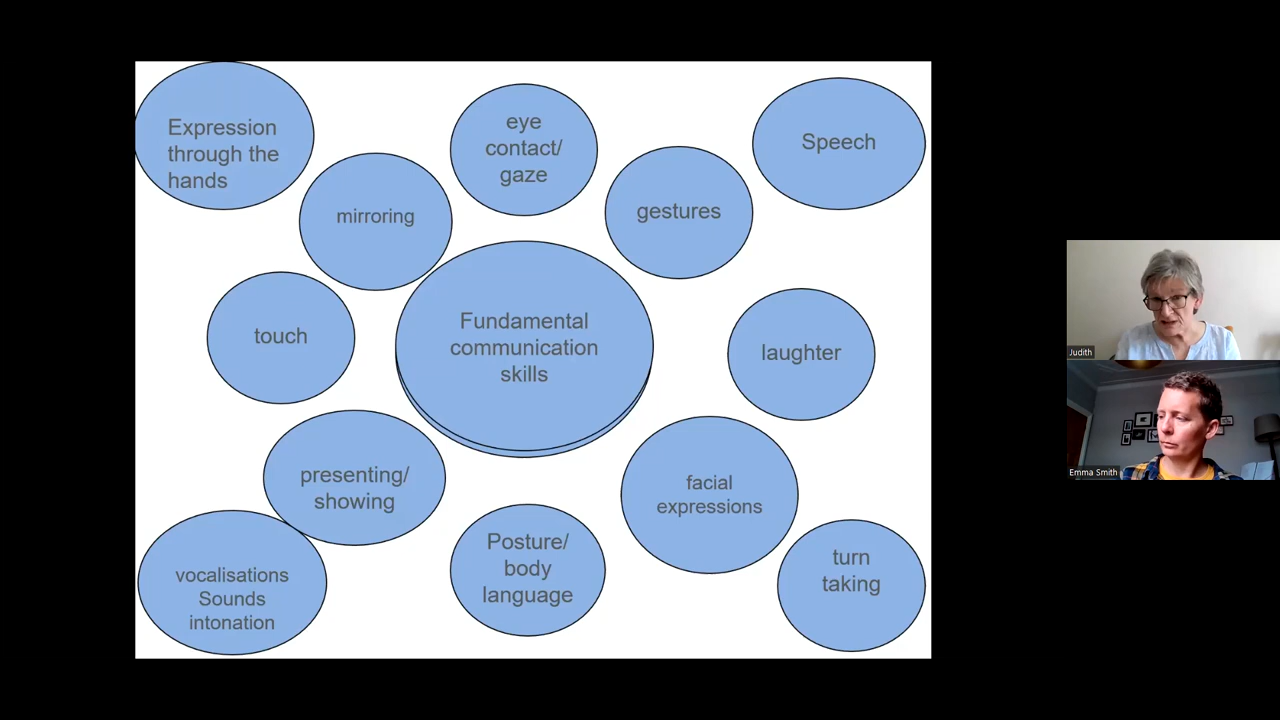 Expression
through the
hands
mirroring
eye
contact/
gaze
gestures
Speech
touch
Fundamental
communication
skills
laughter
presenting/
showing
facial
expressions
vocalisations
Sounds
intonation
Posture/
body
language
turn
taking
Judith
Emma Smith